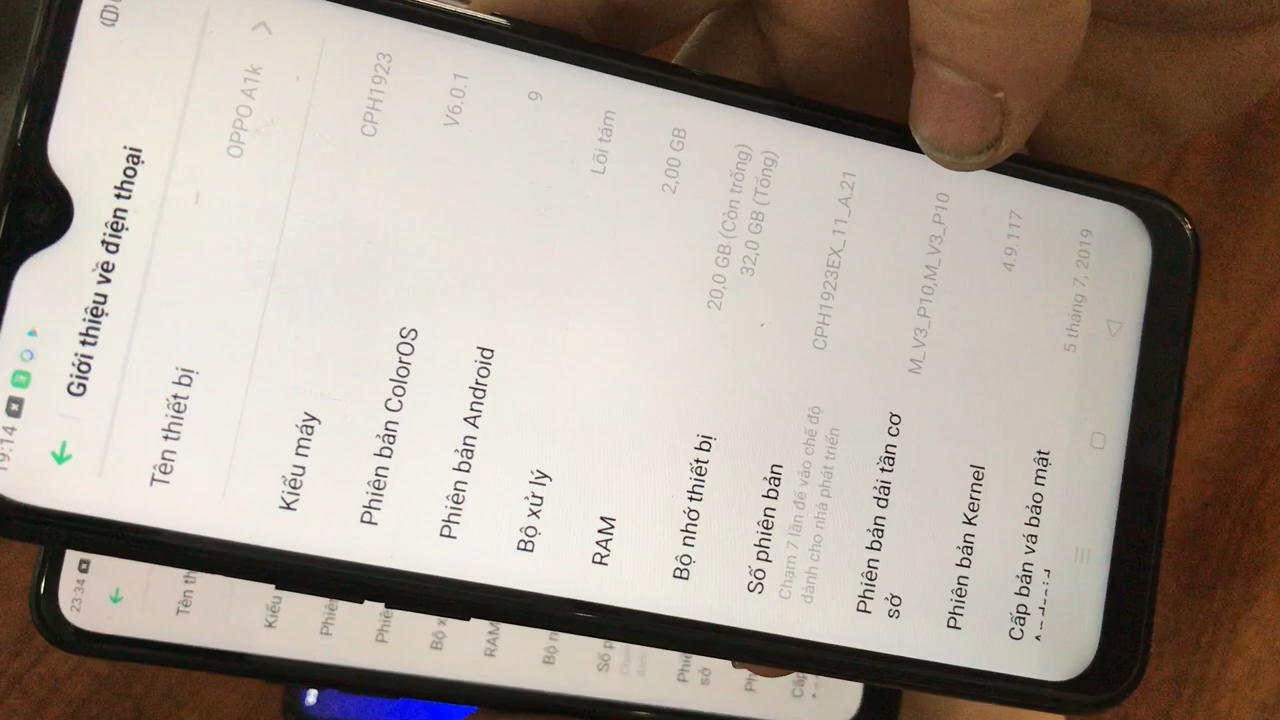 19:14
Giới thiệu về điện thoại
Tên thiết bị OPPO A1k
Kiểu máy CPH1923
Phiên bản ColorOS V6.0.1
Phiên bản Android 9
Bộ xử lý Lõi tám
RAM 2,00 GB
Bộ nhớ thiết bị 20,0 GB (Còn trống)
32,0 GB (Tổng)
Số phiên bản CPH1923EX_11_A.21
Chạm 7 lần để vào chế độ
dành cho nhà phát triển
Phiên bản dải tần cơ M_V3_P10,M_V3_P10
sở
Phiên bản Kernel 4.9.117
Cấp bản vá bảo mật 5 tháng 7, 2019
23:34
Tên
Kiểu
Bộ
RAM
Bộ
Số
sở